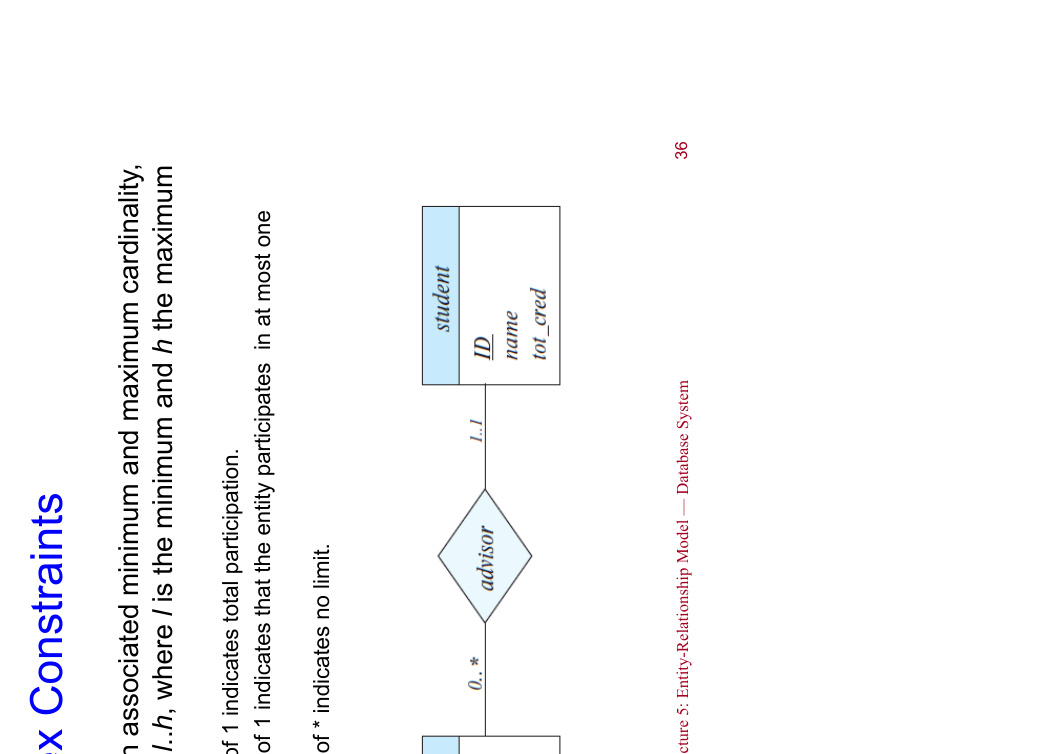 ex Constraints
n associated minimum and maximum cardinality,
l..h, where l is the minimum and h the maximum
of 1 indicates total participation.
of 1 indicates that the entity participates in at most one
of * indicates no limit.
0..*
advisor
1..1
student
ID
name
tot_cred
cture 5: Entity-Relationship Model — Database System
36